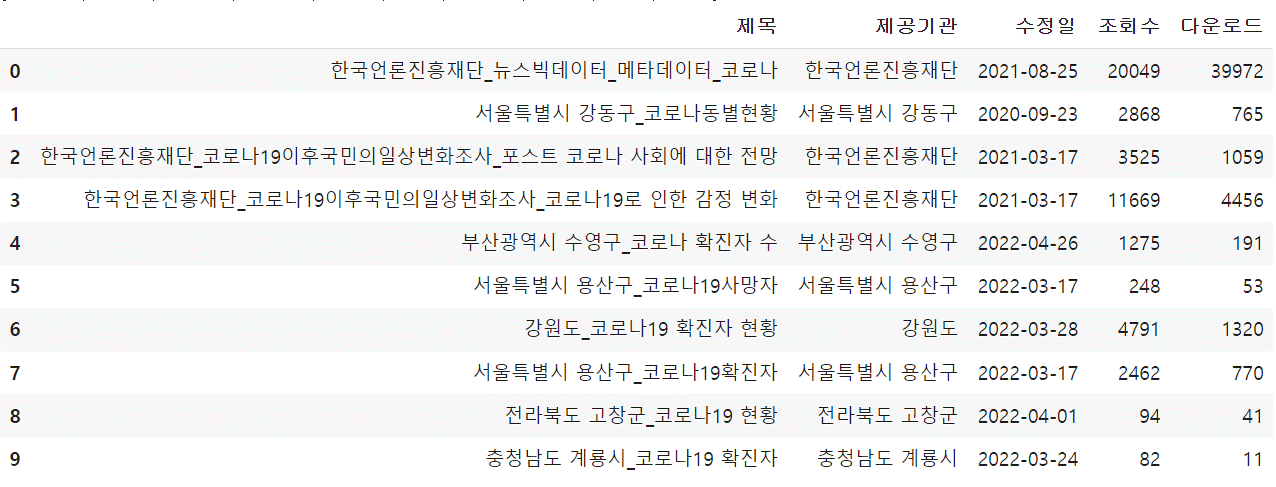 제목 제공기관 수정일 조회수 다운로드
0 한국언론진흥재단_뉴스빅데이터_메타데이터_코로나 한국언론진흥재단 2021-08-25 20049 39972
1 서울특별시 강동구_코로나동별현황 서울특별시 강동구 2020-09-23 2868 765
2 한국언론진흥재단_코로나19이후국민의일상변화조사_포스트 코로나 사회에 대한 전망 한국언론진흥재단 2021-03-17 3525 1059
3 한국언론진흥재단_코로나19이후국민의일상변화조사_코로나19로 인한 감정 변화 한국언론진흥재단 2021-03-17 11669 4456
4 부산광역시 수영구_코로나 확진자 수 부산광역시 수영구 2022-04-26 1275 191
5 서울특별시 용산구_코로나19사망자 서울특별시 용산구 2022-03-17 248 53
6 강원도_코로나19 확진자 현황 강원도 2022-03-28 4791 1320
7 서울특별시 용산구_코로나19확진자 서울특별시 용산구 2022-03-17 2462 770
8 전라북도 고창군_코로나19 현황 전라북도 고창군 2022-04-01 94 41
9 충청남도 계룡시_코로나19 확진자 충청남도 계룡시 2022-03-24 82 11